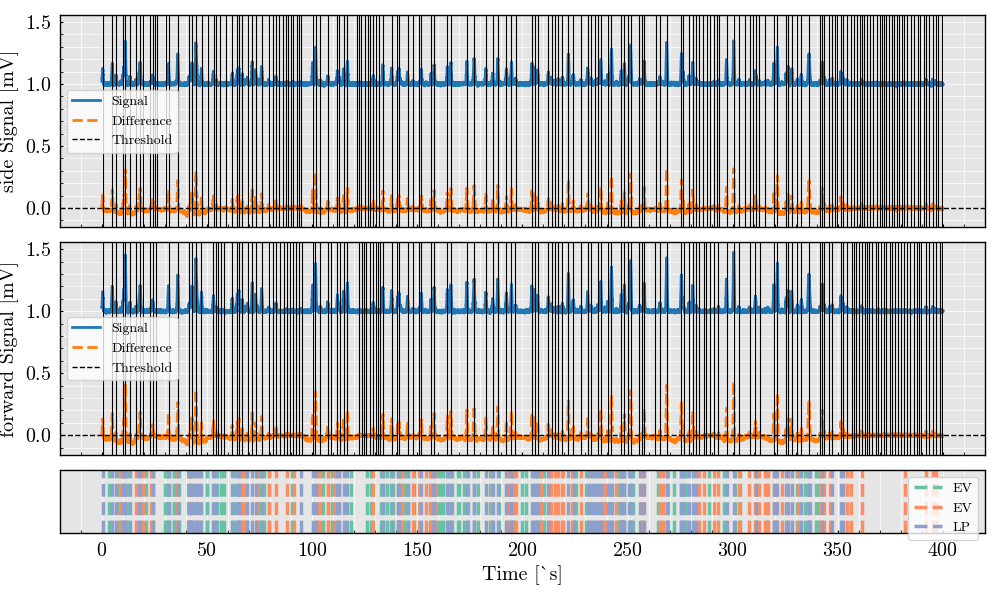 1.5
1.0
0.5
0.0
side Signal [mV]
Signal
Difference
Threshold
1.5
1.0
0.5
0.0
forward Signal [mV]
Signal
Difference
Threshold
EV
EV
LP
0 50 100 150 200 250 300 350 400
Time [`s]